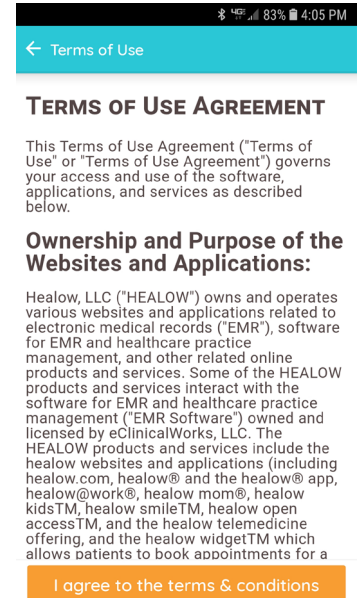 4G 83% 4:05 PM
Terms of Use
TERMS OF USE AGREEMENT
This Terms of Use Agreement ("Terms of
Use" or "Terms of Use Agreement") governs
your access and use of the software,
applications, and services as described
below.
Ownership and Purpose of the
Websites and Applications:
Healow, LLC ("HEALOW") owns and operates
various websites and applications related to
electronic medical records ("EMR"), software
for EMR and healthcare practice
management, and other related online
products and services. Some of the HEALOW
products and services interact with the
software for EMR and healthcare practice
management ("EMR Software") owned and
licensed by eClinicalWorks, LLC. The
HEALOW products and services include the
healow websites and applications (including
healow.com, healow® and the healow® app,
healow@work®, healow mom®, healow
kidsTM, healow smileTM, healow open
accessTM, and the healow telemedicine
offering, and the healow widgetTM which
allows patients to book appointments for a
I agree to the terms & conditions